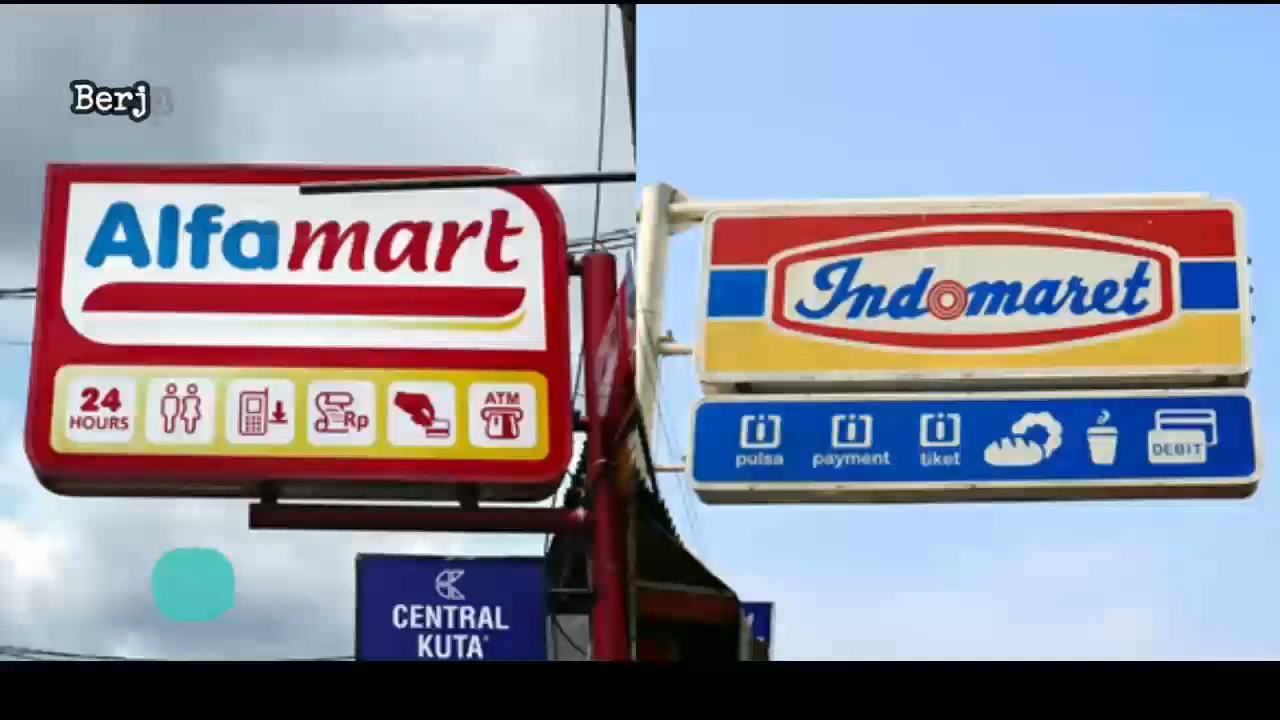 Berj
Alfamart
24
HOURS
Rp
ATM
CENTRAL
KUTA
Indomaret
pulsa
payment
tiket
DEBIT